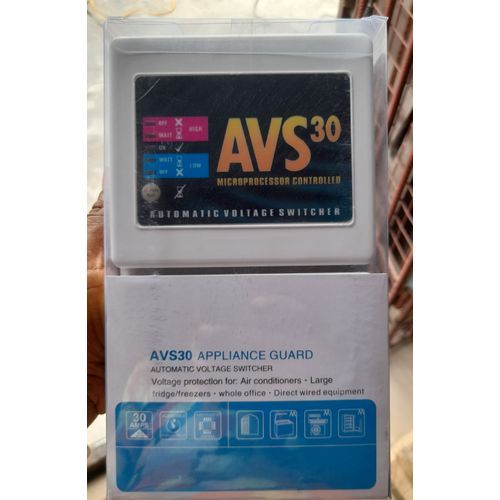 OFF
WAIT
HIGH
ON
WAIT
LOW
OFF
AVS30
MICROPROCESSOR CONTROLLED
AUTOMATIC VOLTAGE SWITCHER
AVS30 APPLIANCE GUARD
AUTOMATIC VOLTAGE SWITCHER
Voltage protection for: Air conditioners · Large
fridge/freezers · whole office · Direct wired equipment
30
AMPS